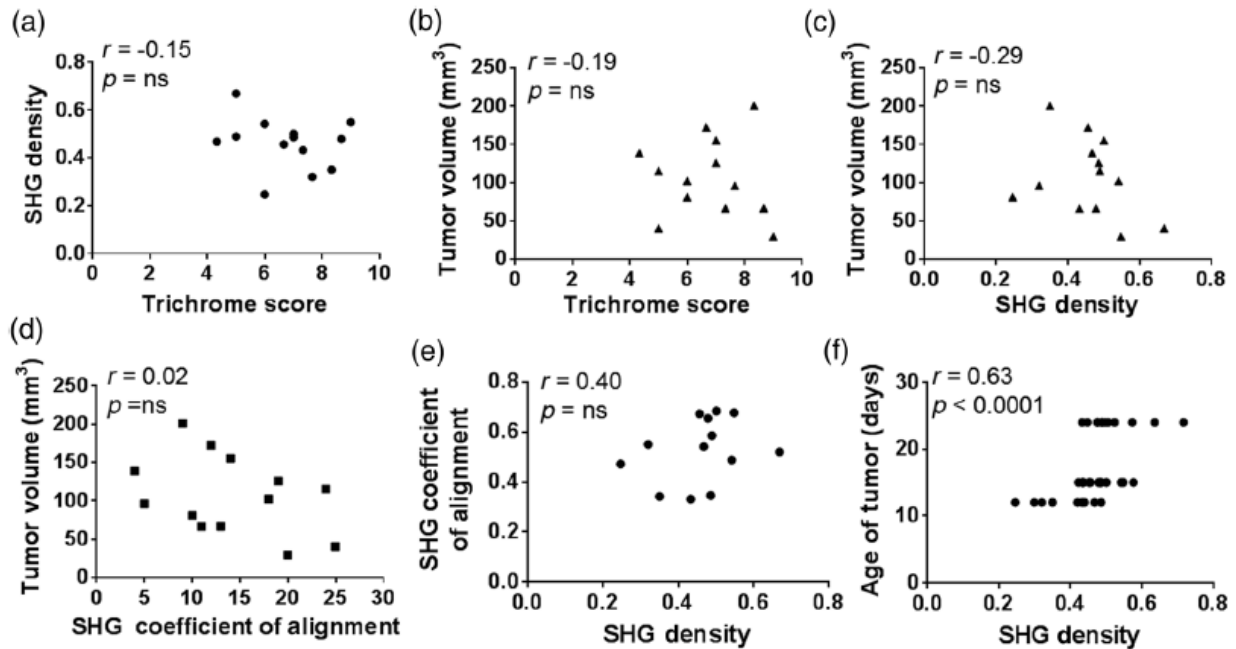 (a)
r = -0.15
p = ns
SHG density
0.8
0.6
0.4
0.2
0.0
0 2 4 6 8 10
Trichrome score
(b)
r = -0.19
p = ns
Tumor volume (mm³)
250
200
150
100
50
0
0 2 4 6 8 10
Trichrome score
(c)
r = -0.29
p = ns
Tumor volume (mm³)
250
200
150
100
50
0
0.0 0.2 0.4 0.6 0.8
SHG density
(d)
r = 0.02
p =ns
Tumor volume (mm³)
250
200
150
100
50
0
0 5 10 15 20 25 30
SHG coefficient of alignment
(e)
r = 0.40
p = ns
SHG coefficient
of alignment
0.8
0.6
0.4
0.2
0.0
0.0 0.2 0.4 0.6 0.8
SHG density
(f)
r = 0.63
p < 0.0001
Age of tumor (days)
30
20
10
0
0.0 0.2 0.4 0.6 0.8
SHG density